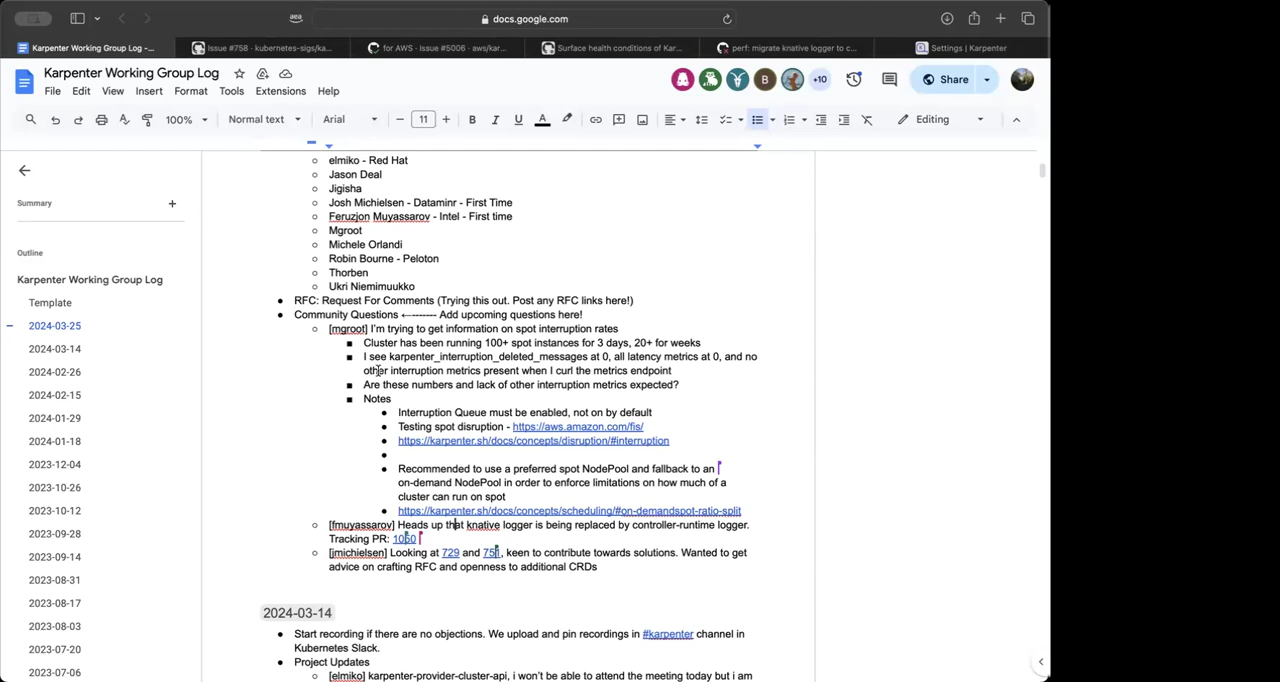 docs.google.com
Karpenter Working Group Log -...
Issue #758 · kubernetes-sigs/ka...
for AWS · Issue #5006 · aws/kar...
Surface health conditions of Kar...
perf: migrate knative logger to c...
Settings | Karpenter
Karpenter Working Group Log
File Edit View Insert Format Tools Extensions Help
B
+10
Share
100%
Normal text
Arial
11
B I U A
Editing
Summary
Outline
Karpenter Working Group Log
Template
2024-03-25
2024-03-14
2024-02-26
2024-02-15
2024-01-29
2024-01-18
2023-12-04
2023-10-26
2023-10-12
2023-09-28
2023-09-14
2023-08-31
2023-08-17
2023-08-03
2023-07-20
2023-07-06
elmiko - Red Hat
Jason Deal
Jigisha
Josh Michielsen - Dataminr - First Time
Feruzjon Muyassarov - Intel - First time
Mgroot
Michele Orlandi
Robin Bourne - Peloton
Thorben
Ukri Niemimuukko
RFC: Request For Comments (Trying this out. Post any RFC links here!)
Community Questions ←------- Add upcoming questions here!
[mgroot] I'm trying to get information on spot interruption rates
Cluster has been running 100+ spot instances for 3 days, 20+ for weeks
I see karpenter_interruption_deleted_messages at 0, all latency metrics at 0, and no
other interruption metrics present when I curl the metrics endpoint
Are these numbers and lack of other interruption metrics expected?
Notes
Interruption Queue must be enabled, not on by default
Testing spot disruption - https://aws.amazon.com/fis/
https://karpenter.sh/docs/concepts/disruption/#interruption
Recommended to use a preferred spot NodePool and fallback to an
on-demand NodePool in order to enforce limitations on how much of a
cluster can run on spot
https://karpenter.sh/docs/concepts/scheduling/#on-demandspot-ratio-split
[fmuyassarov] Heads up that knative logger is being replaced by controller-runtime logger.
Tracking PR: 1050
[jmichielsen] Looking at 729 and 751, keen to contribute towards solutions. Wanted to get
advice on crafting RFC and openness to additional CRDs
2024-03-14
Start recording if there are no objections. We upload and pin recordings in #karpenter channel in
Kubernetes Slack.
Project Updates
[elmiko] karpenter-provider-cluster-api, i won't be able to attend the meeting today but i am